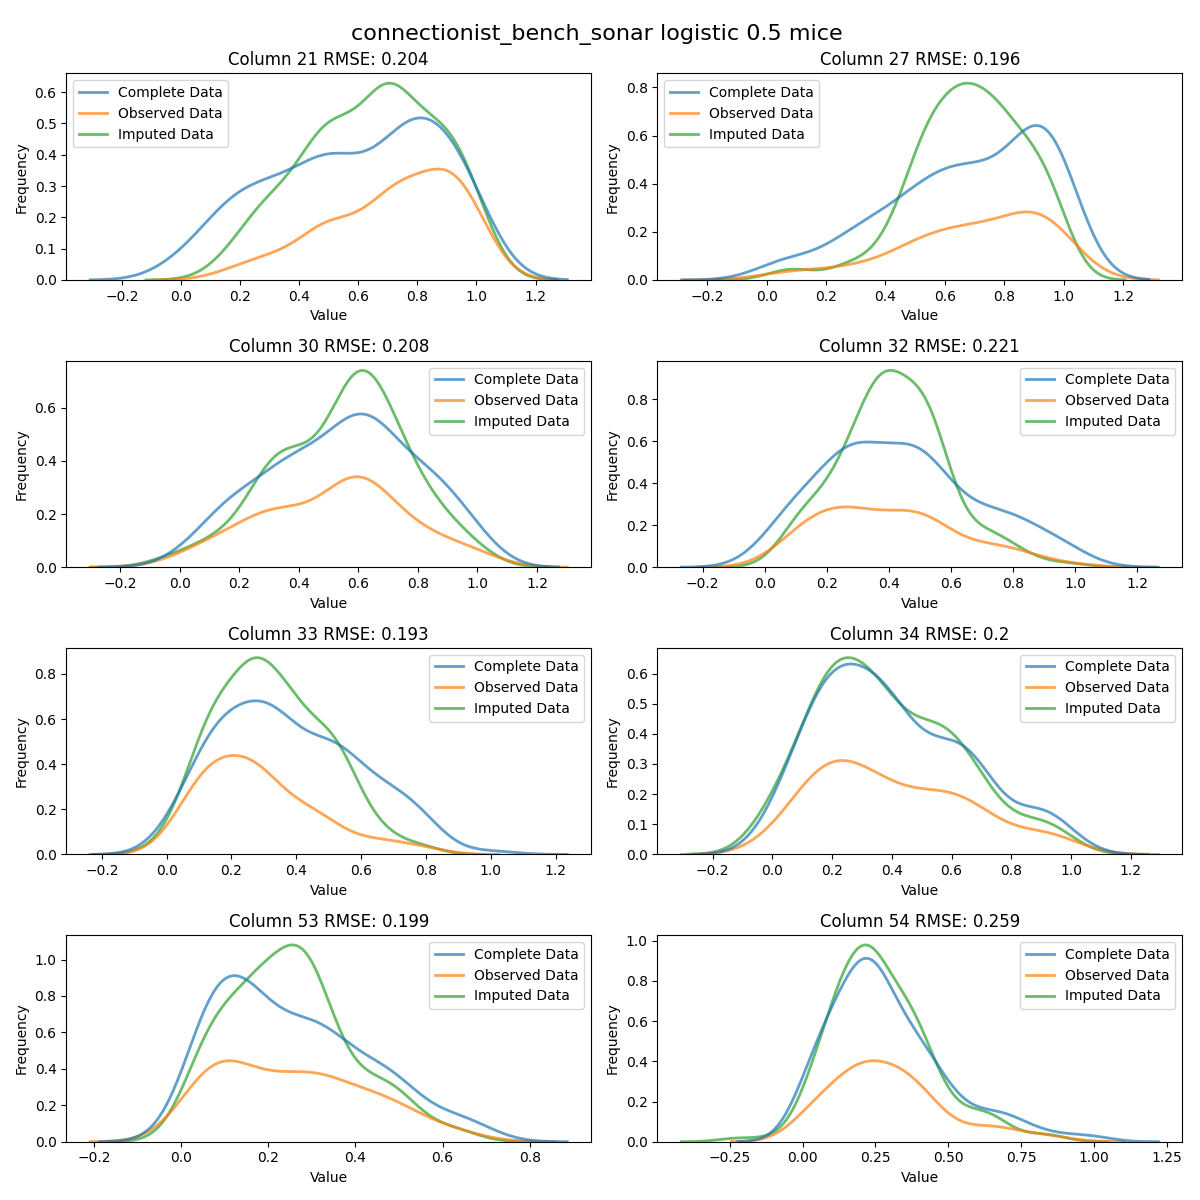 connectionist_bench_sonar logistic 0.5 mice
Column 21 RMSE: 0.204
Complete Data
Observed Data
Imputed Data
Frequency
0.6
0.5
0.4
0.3
0.2
0.1
0.0
−0.2 0.0 0.2 0.4 0.6 0.8 1.0 1.2
Value
Column 27 RMSE: 0.196
Complete Data
Observed Data
Imputed Data
Frequency
0.8
0.6
0.4
0.2
0.0
−0.2 0.0 0.2 0.4 0.6 0.8 1.0 1.2
Value
Column 30 RMSE: 0.208
Complete Data
Observed Data
Imputed Data
Frequency
0.6
0.4
0.2
0.0
−0.2 0.0 0.2 0.4 0.6 0.8 1.0 1.2
Value
Column 32 RMSE: 0.221
Complete Data
Observed Data
Imputed Data
Frequency
0.8
0.6
0.4
0.2
0.0
−0.2 0.0 0.2 0.4 0.6 0.8 1.0 1.2
Value
Column 33 RMSE: 0.193
Complete Data
Observed Data
Imputed Data
Frequency
0.8
0.6
0.4
0.2
0.0
−0.2 0.0 0.2 0.4 0.6 0.8 1.0 1.2
Value
Column 34 RMSE: 0.2
Complete Data
Observed Data
Imputed Data
Frequency
0.6
0.5
0.4
0.3
0.2
0.1
0.0
−0.2 0.0 0.2 0.4 0.6 0.8 1.0 1.2
Value
Column 53 RMSE: 0.199
Complete Data
Observed Data
Imputed Data
Frequency
1.0
0.8
0.6
0.4
0.2
0.0
−0.2 0.0 0.2 0.4 0.6 0.8
Value
Column 54 RMSE: 0.259
Complete Data
Observed Data
Imputed Data
Frequency
1.0
0.8
0.6
0.4
0.2
0.0
−0.25 0.00 0.25 0.50 0.75 1.00 1.25
Value